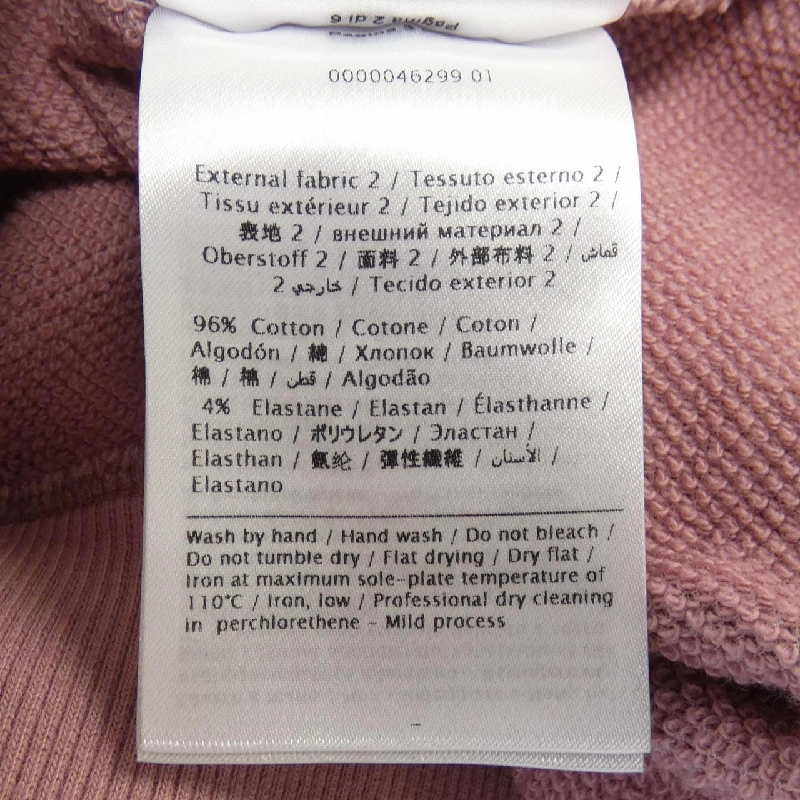 Pagina 2 di 6
0000046299 01
External fabric 2 / Tessuto esterno 2 /
Tissu extérieur 2 / Tejido exterior 2 /
表地 2 / внешний материал 2 /
Oberstoff 2 / 面料 2 / 外部布料 2 / قماش
خارجي 2 / Tecido exterior 2
96% Cotton / Cotone / Coton /
Algodón / 綿 / Хлопок / Baumwolle /
棉 / 棉 / قطن / Algodão
4% Elastane / Elastan / Élasthanne /
Elastano / ポリウレタン / Эластан /
Elasthan / 氨纶 / 彈性纖維 / الأستان /
Elastano
Wash by hand / Hand wash / Do not bleach /
Do not tumble dry / Flat drying / Dry flat /
Iron at maximum sole-plate temperature of
110°C / Iron, low / Professional dry cleaning
in perchlorethene - Mild process